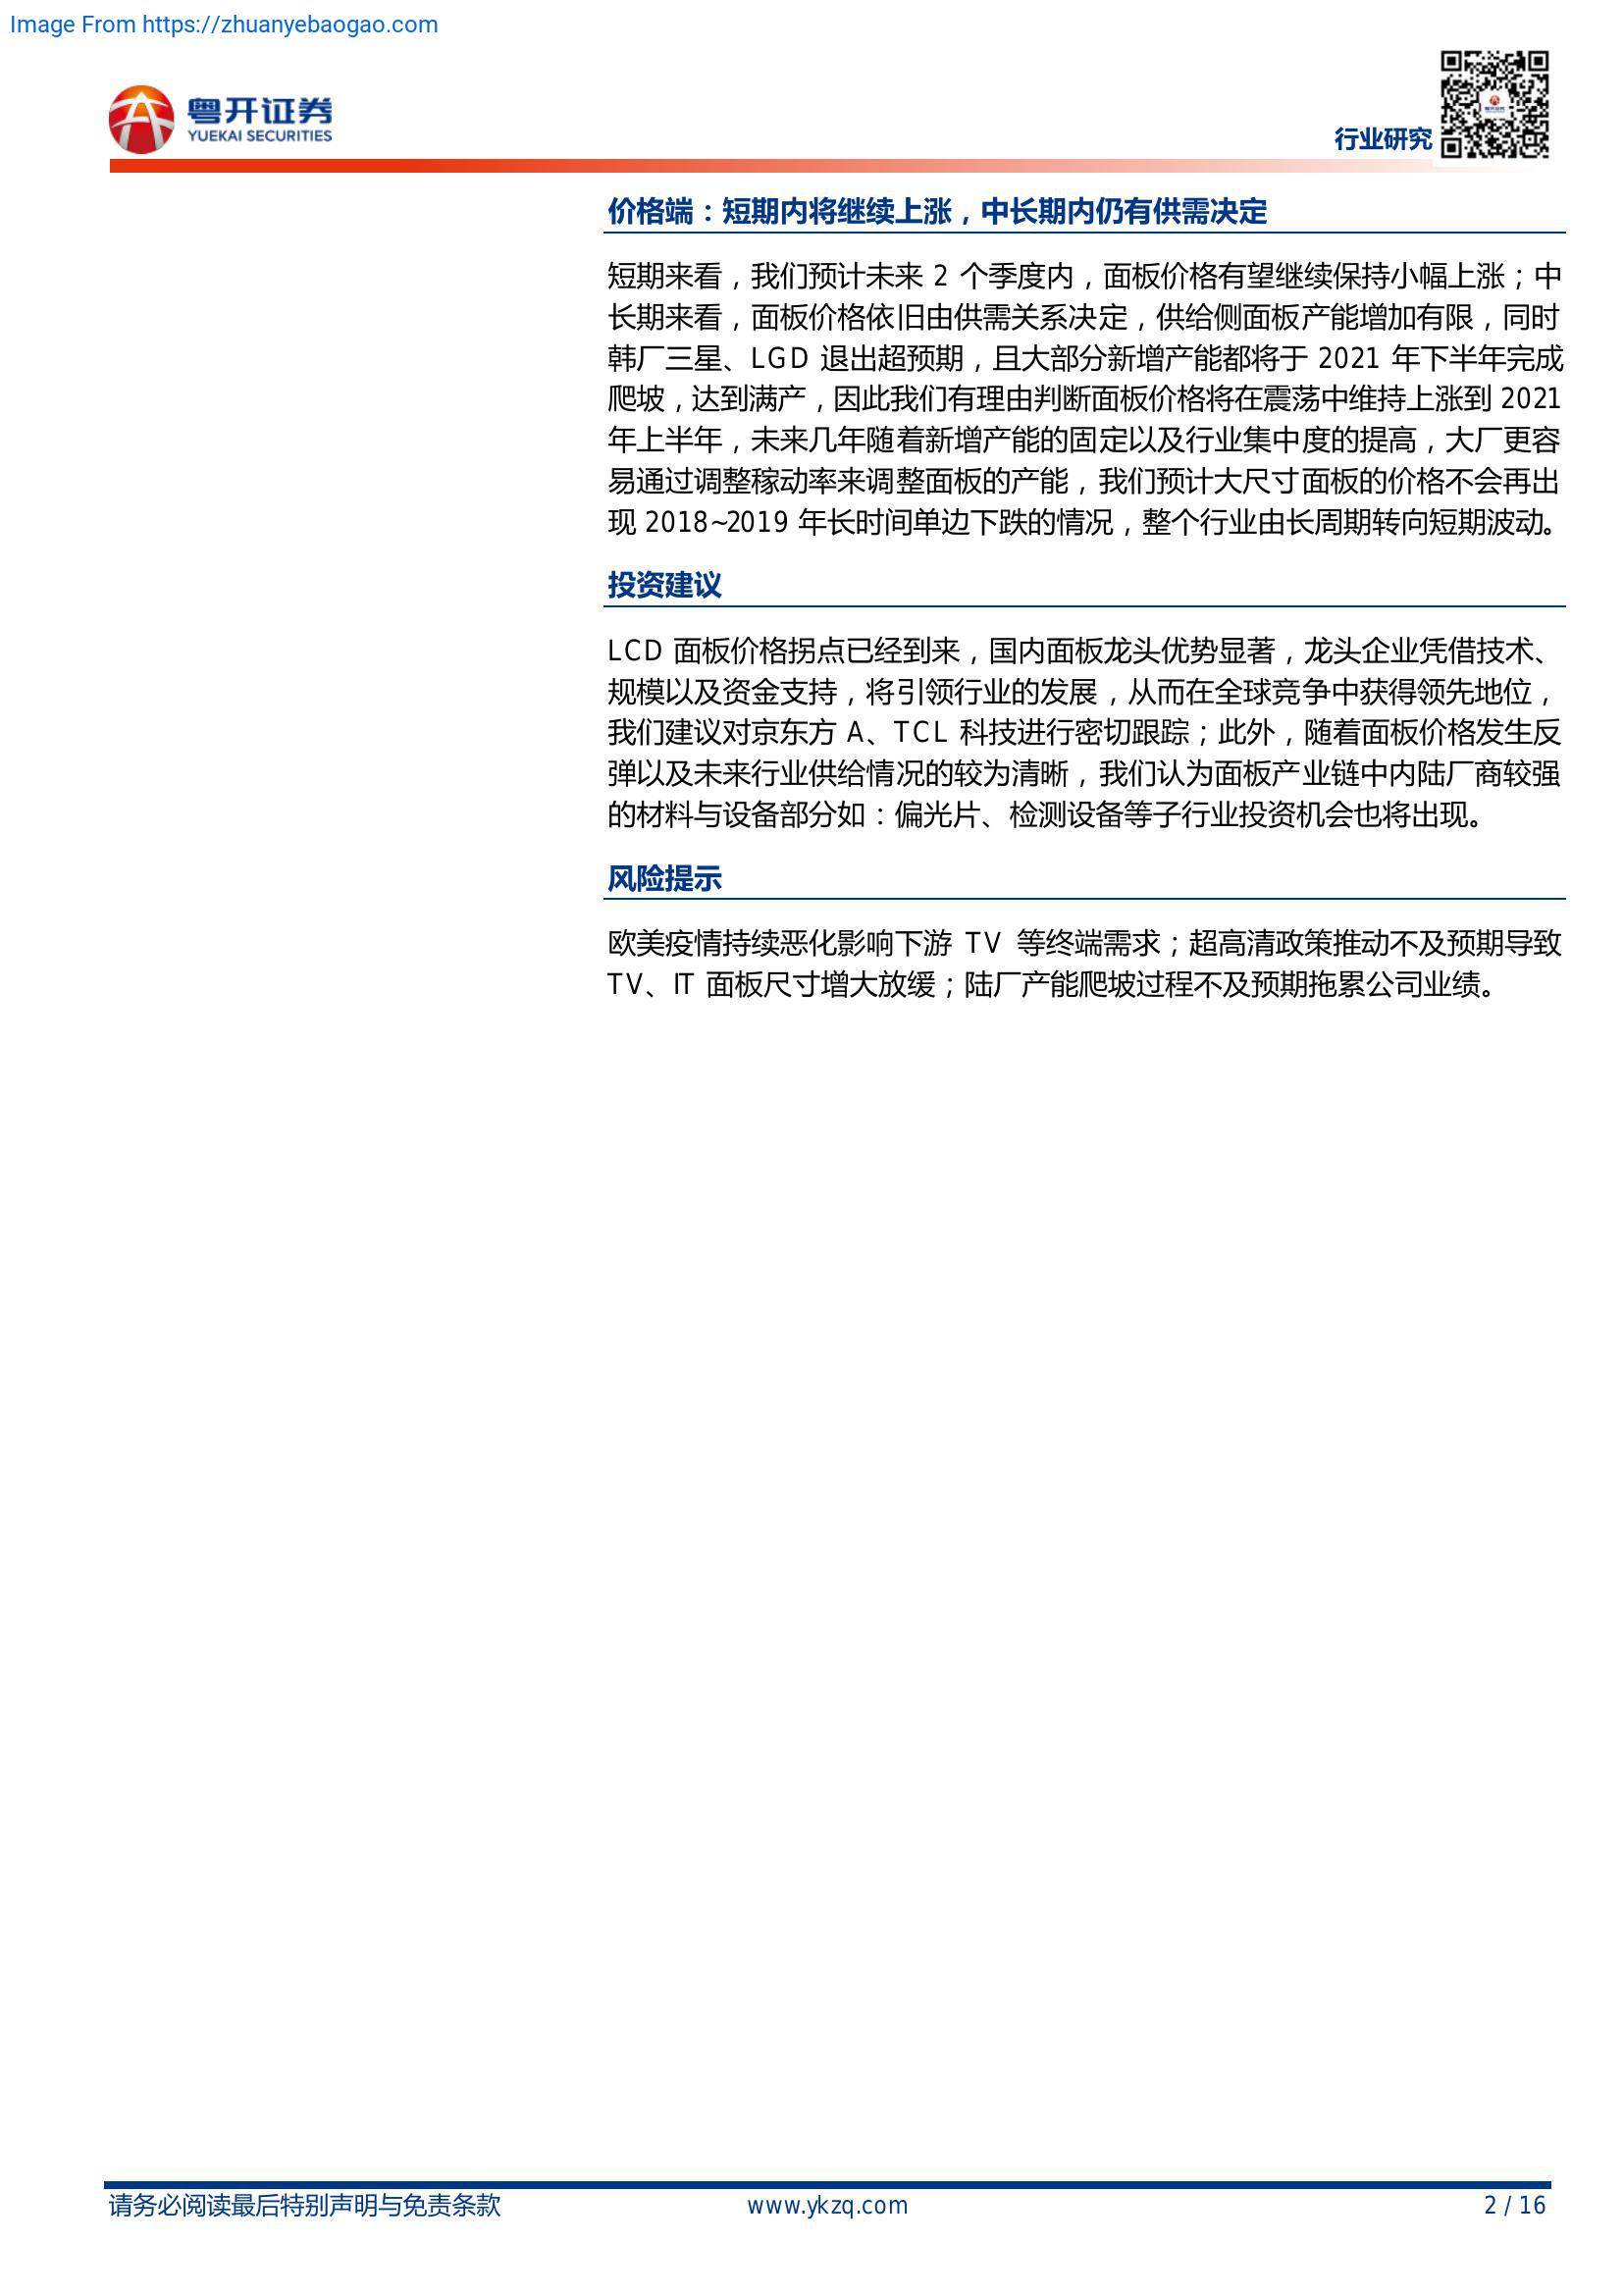 Image From https://zhuanyebaogao.com
粤开证券
YUEKAI SECURITIES
行业研究
价格端：短期内将继续上涨，中长期内仍有供需决定
短期来看，我们预计未来 2 个季度内，面板价格有望继续保持小幅上涨；中
长期来看，面板价格依旧由供需关系决定，供给侧面板产能增加有限，同时
韩厂三星、LGD 退出超预期，且大部分新增产能都将于 2021 年下半年完成
爬坡，达到满产，因此我们有理由判断面板价格将在震荡中维持上涨到 2021
年上半年，未来几年随着新增产能的固定以及行业集中度的提高，大厂更容
易通过调整稼动率来调整面板的产能，我们预计大尺寸面板的价格不会再出
现 2018~2019 年长时间单边下跌的情况，整个行业由长周期转向短期波动。
投资建议
LCD 面板价格拐点已经到来，国内面板龙头优势显著，龙头企业凭借技术、
规模以及资金支持，将引领行业的发展，从而在全球竞争中获得领先地位，
我们建议对京东方 A、TCL 科技进行密切跟踪；此外，随着面板价格发生反
弹以及未来行业供给情况的较为清晰，我们认为面板产业链中内陆厂商较强
的材料与设备部分如：偏光片、检测设备等子行业投资机会也将出现。
风险提示
欧美疫情持续恶化影响下游 TV 等终端需求；超高清政策推动不及预期导致
TV、IT 面板尺寸增大放缓；陆厂产能爬坡过程不及预期拖累公司业绩。
请务必阅读最后特别声明与免责条款
www.ykzq.com
2 / 16